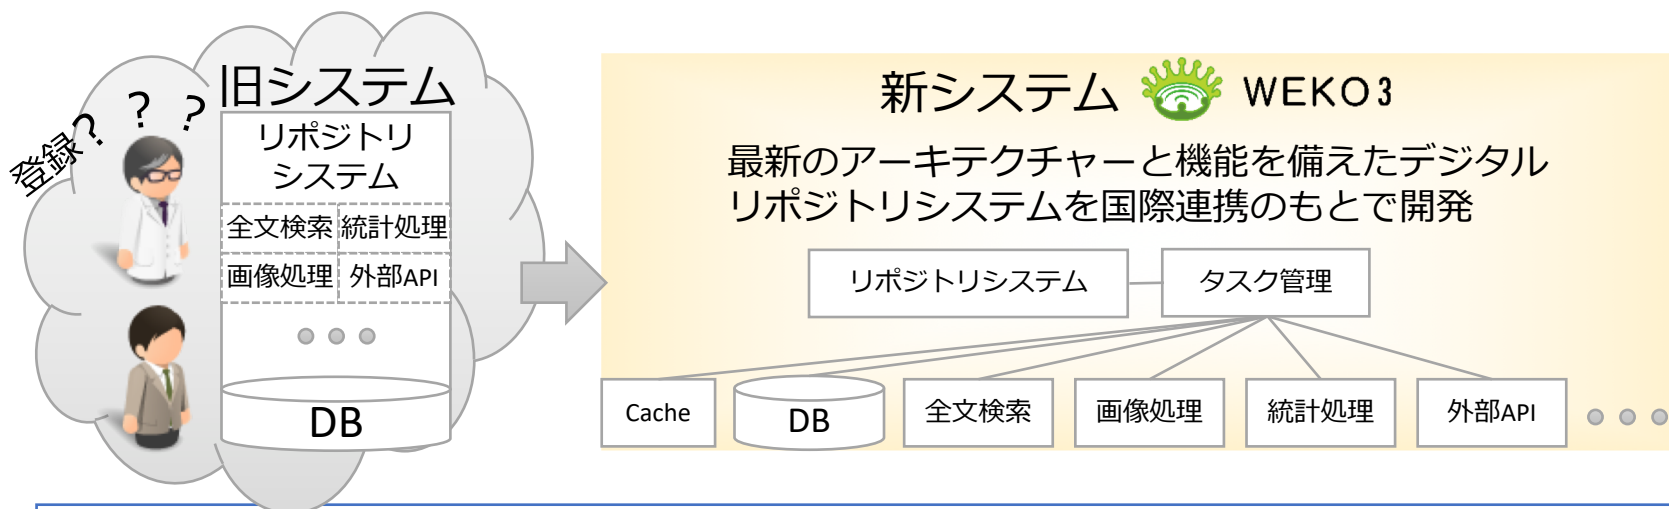 旧システム
登録？？？
リポジトリ
システム
全文検索 統計処理
画像処理 外部API
DB
新システム WEKO3
最新のアーキテクチャーと機能を備えたデジタル
リポジトリシステムを国際連携のもとで開発
リポジトリシステム タスク管理
Cache DB 全文検索 画像処理 統計処理 外部API